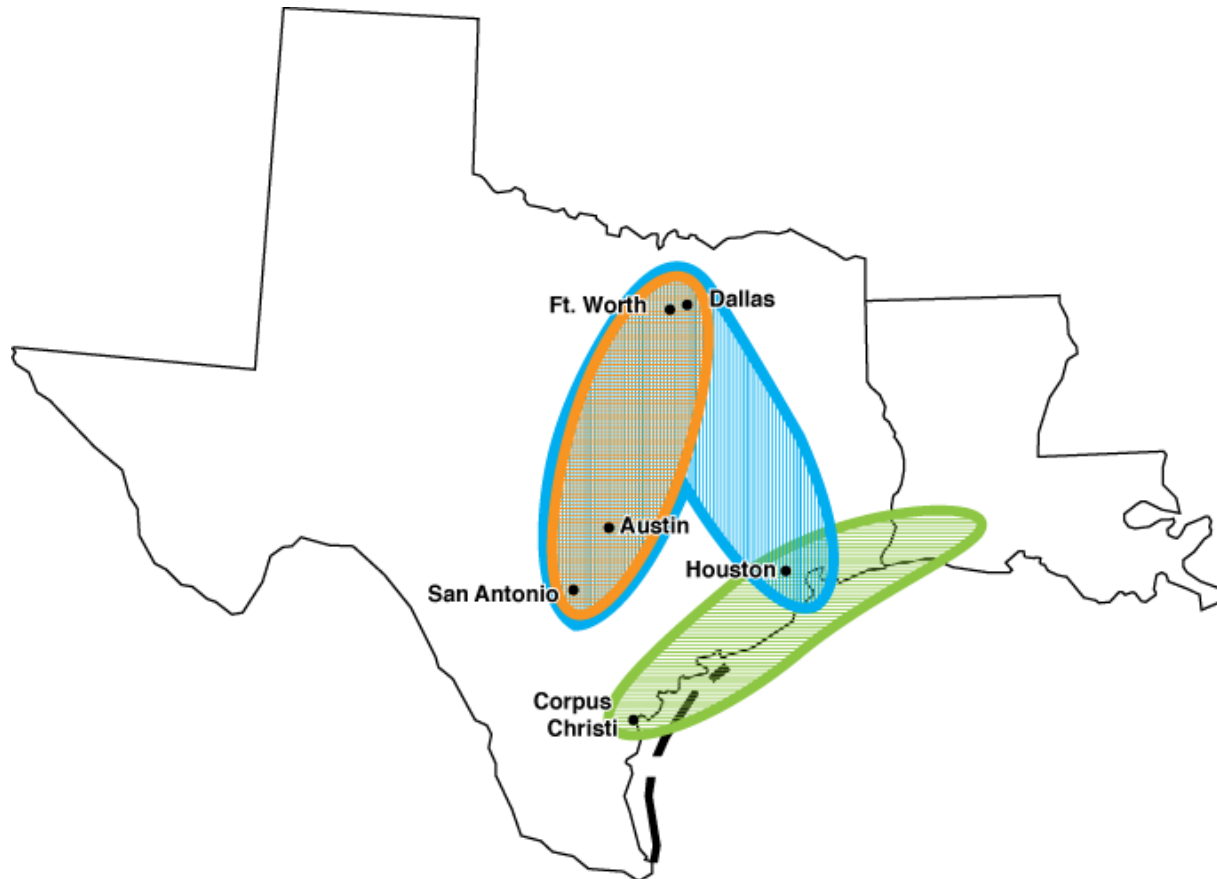 Ft. Worth
Dallas
Austin
Houston
San Antonio
Corpus
Christi